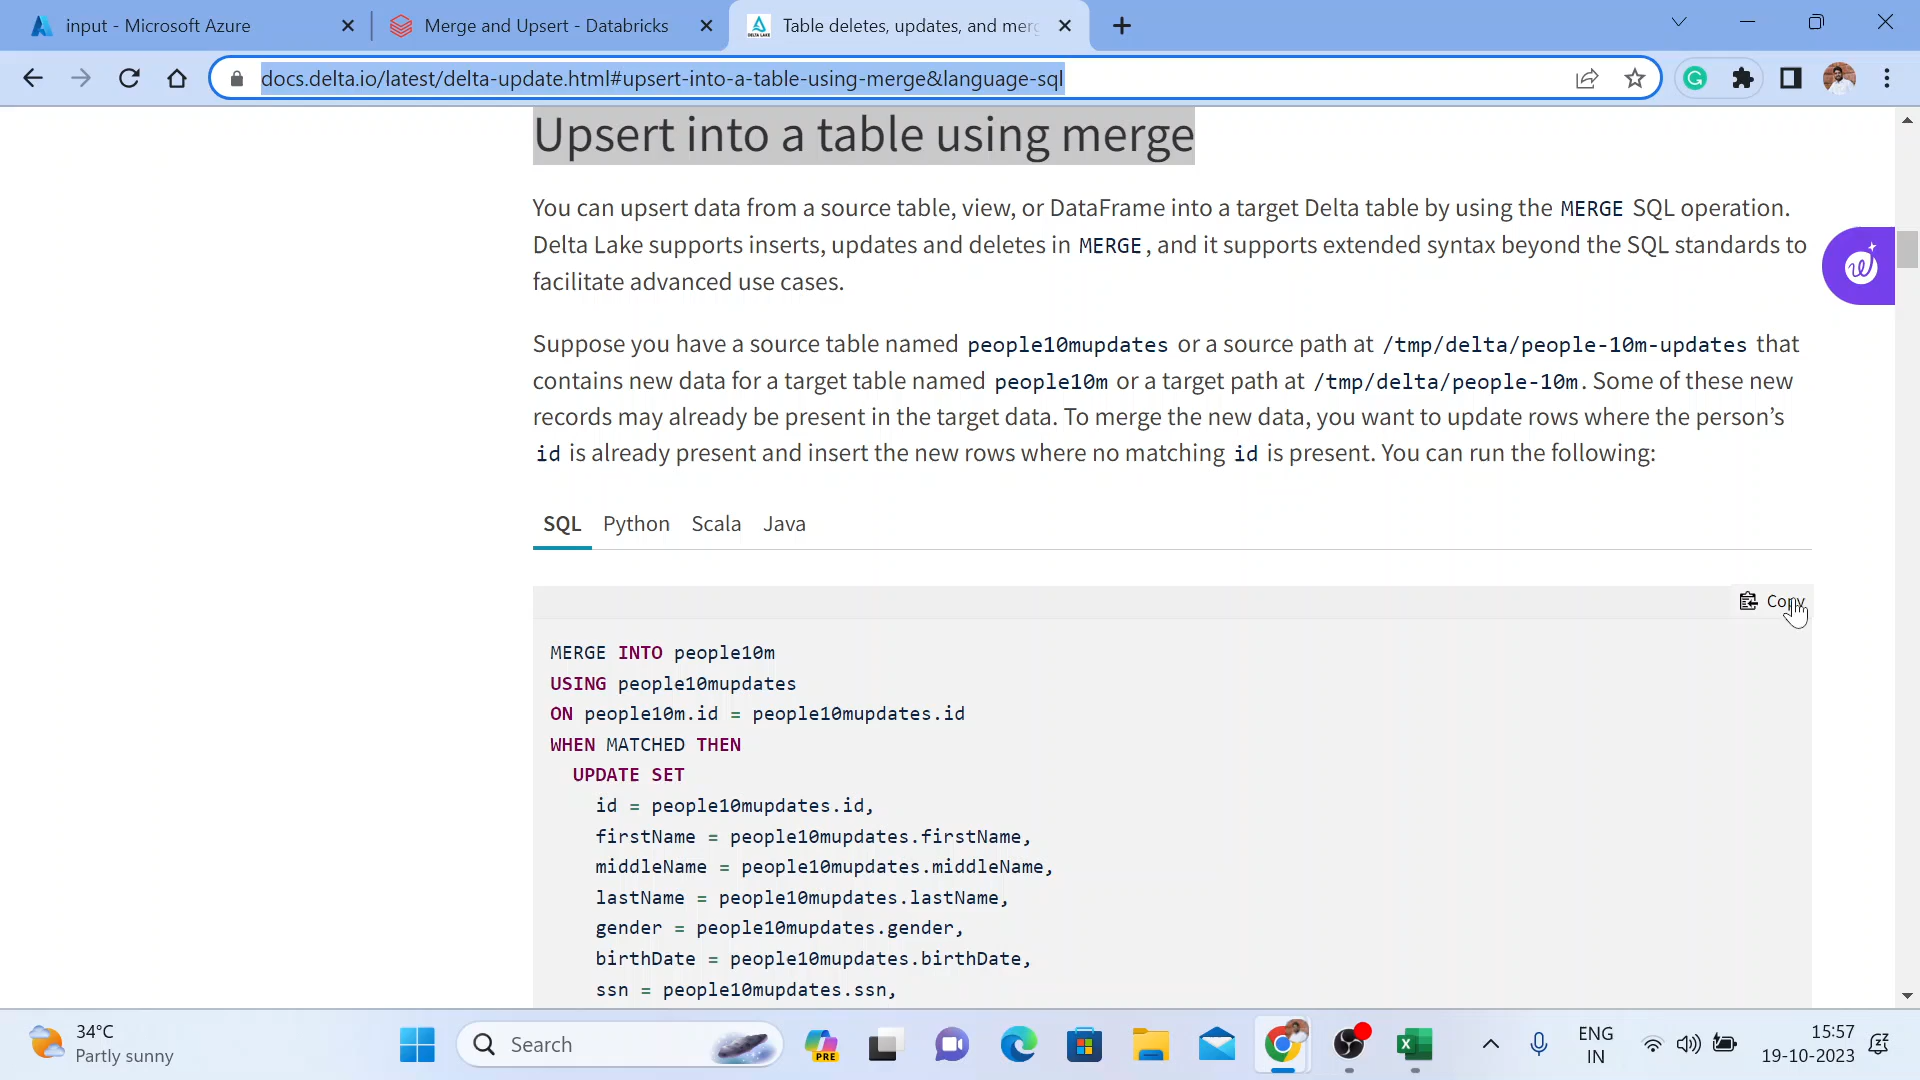 input - Microsoft Azure
Merge and Upsert - Databricks
Table deletes, updates, and mer
docs.delta.io/latest/delta-update.html#upsert-into-a-table-using-merge&language-sql
Upsert into a table using merge
You can upsert data from a source table, view, or DataFrame into a target Delta table by using the MERGE SQL operation.
Delta Lake supports inserts, updates and deletes in MERGE, and it supports extended syntax beyond the SQL standards to
facilitate advanced use cases.
Suppose you have a source table named people10mupdates or a source path at /tmp/delta/people-10m-updates that
contains new data for a target table named people10m or a target path at /tmp/delta/people-10m. Some of these new
records may already be present in the target data. To merge the new data, you want to update rows where the person's
id is already present and insert the new rows where no matching id is present. You can run the following:
SQL Python Scala Java
Copy
MERGE INTO people10m
USING people10mupdates
ON people10m.id = people10mupdates.id
WHEN MATCHED THEN
UPDATE SET
id = people10mupdates.id,
firstName = people10mupdates.firstName,
middleName = people10mupdates.middleName,
lastName = people10mupdates.lastName,
gender = people10mupdates.gender,
birthDate = people10mupdates.birthDate,
ssn = people10mupdates.ssn,
34°C
Partly sunny
Search
PRE
ENG
IN
15:57
19-10-2023